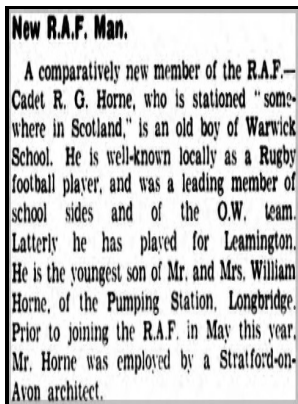 New R.A.F. Man.
A comparatively new member of the R.A.F.—
Cadet R. G. Horne, who is stationed "some-
where in Scotland," is an old boy of Warwick
School. He is well-known locally as a Rugby
football player, and was a leading member of
school sides and of the O.W. team.
Latterly he has played for Leamington.
He is the youngest son of Mr. and Mrs. William
Horne, of the Pumping Station, Longbridge.
Prior to joining the R.A.F. in May this year,
Mr. Horne was employed by a Stratford-on-
Avon architect.